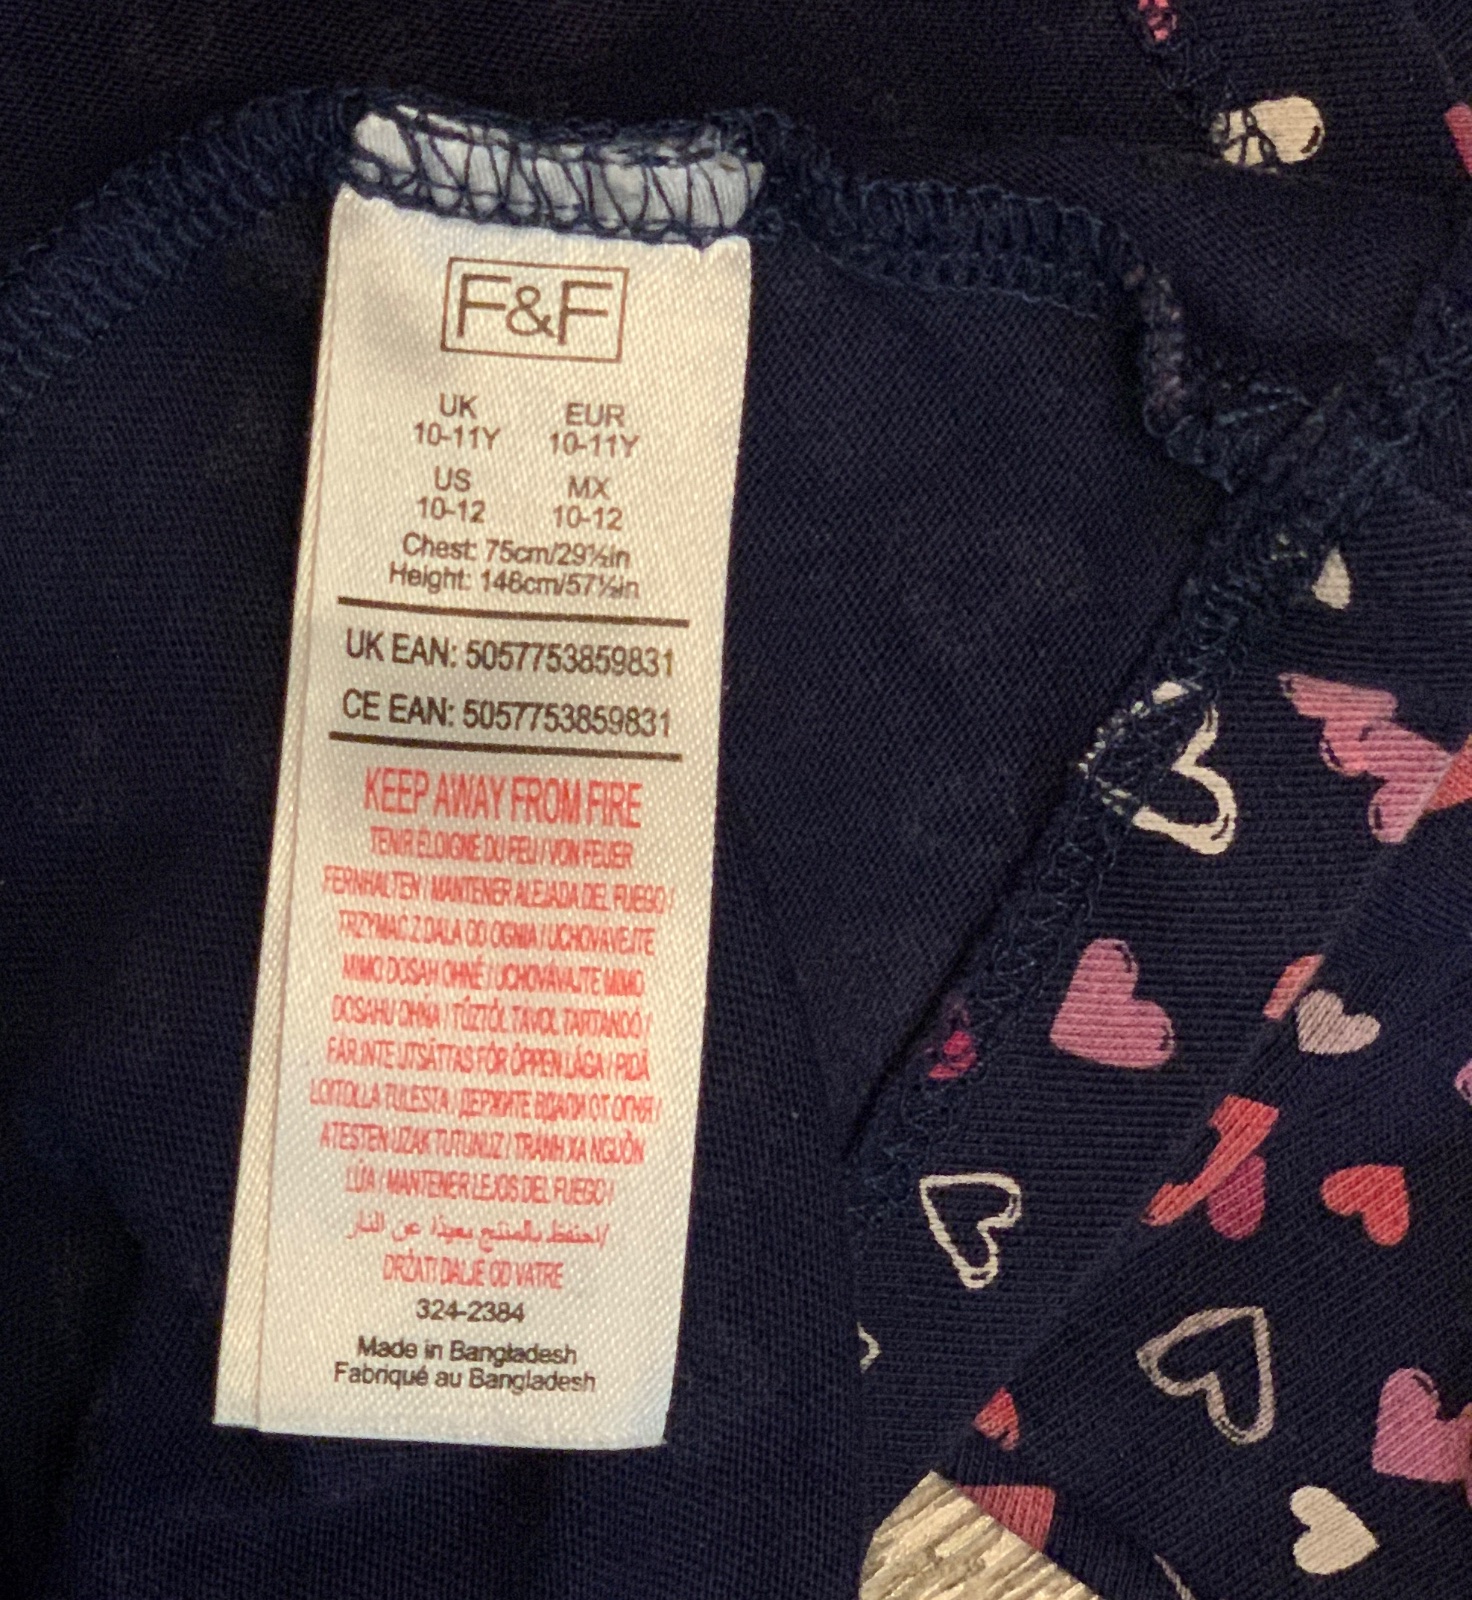 F&F
UK EUR
10-11Y 10-11Y
US MX
10-12 10-12
Chest: 75cm/29½in
Height: 146cm/57½in
UK EAN: 5057753859831
CE EAN: 5057753859831
KEEP AWAY FROM FIRE
TENIR ÉLOIGNÉ DU FEU / VON FEUER
FERNHALTEN / MANTENER ALEJADA DEL FUEGO /
TRZYMAĆ Z DALA OD OGNIA / UCHOVÁVEJTE
MIMO DOSAH OHNĚ / UCHOVÁVAJTE MIMO
DOSAHU OHŇA / TŰZTŐL TÁVOL TARTANDÓ /
FÅR INTE UTSÄTTAS FÖR ÖPPEN LÅGA / PIDÄ
LOITOLLA TULESTA / ДЕРЖИТЕ ВДАЛИ ОТ ОГНЯ /
ATEŞTEN UZAK TUTUNUZ / TRÁNH XA NGUỒN
LỬA / MANTENER LEJOS DEL FUEGO /
احتفظ بالمنتج بعيدًا عن النار/
DRŽATI DALJE OD VATRE
324-2384
Made in Bangladesh
Fabriqué au Bangladesh